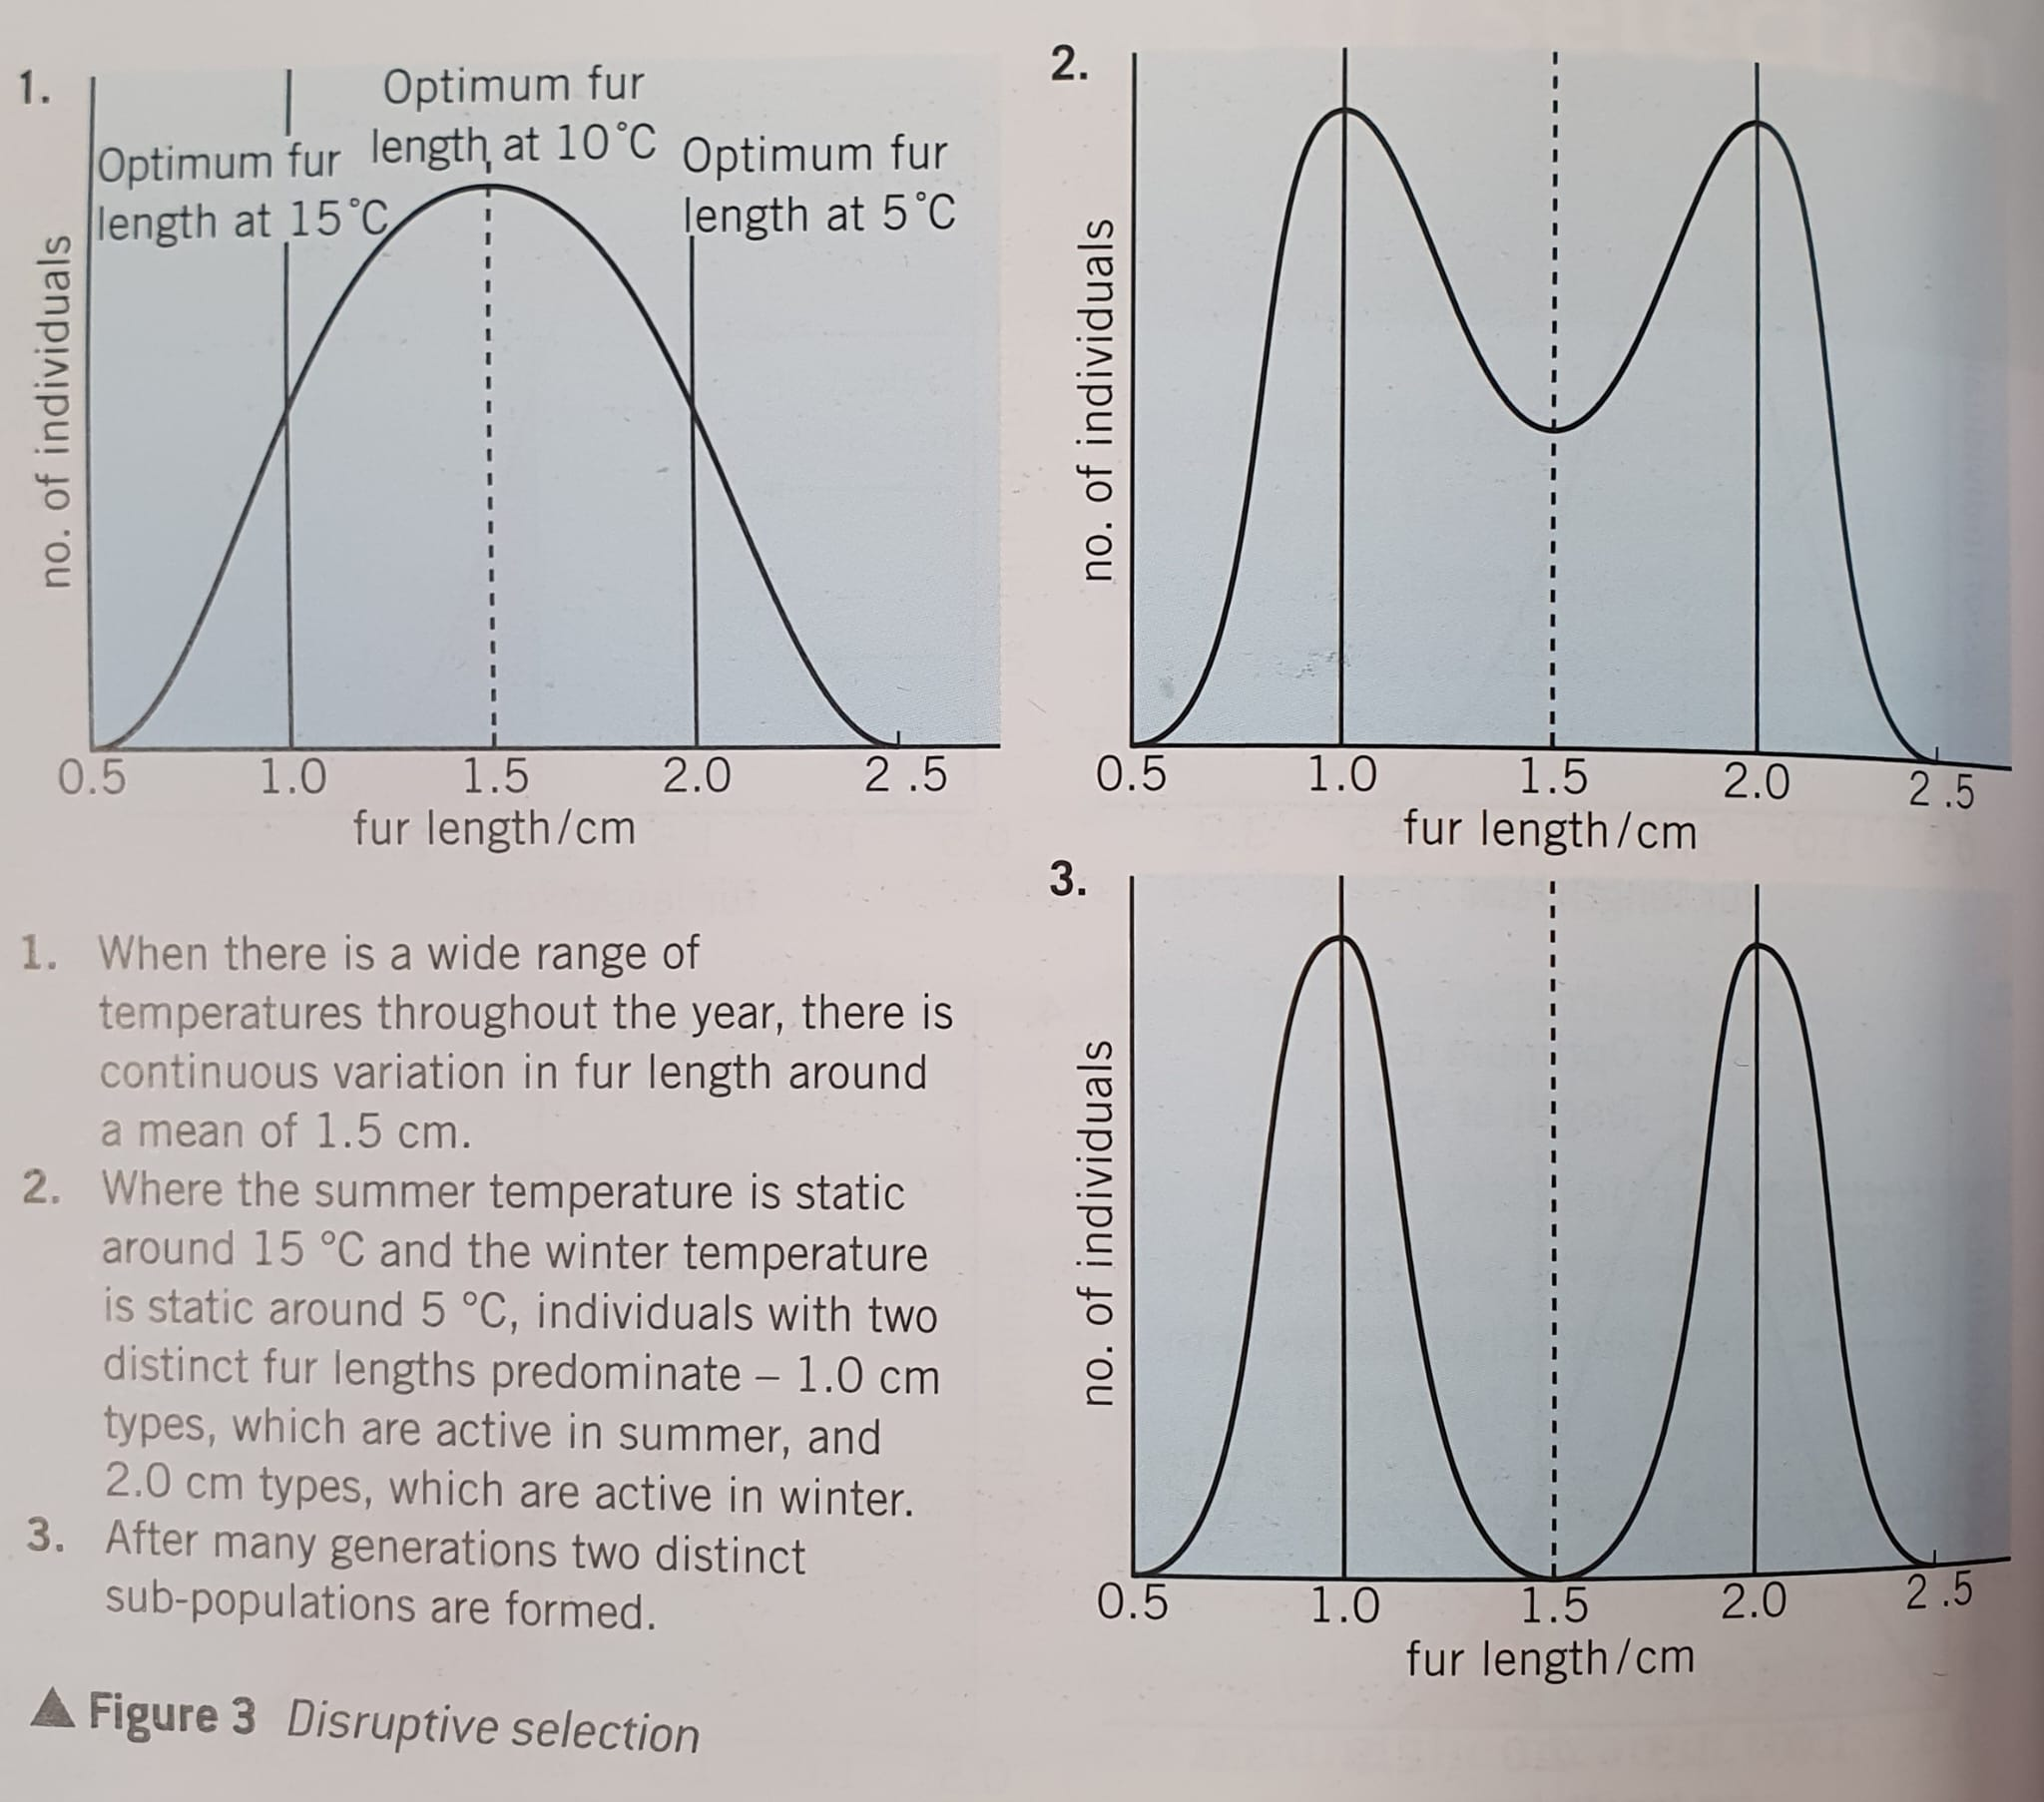 1.
Optimum fur
length at 10 °C
Optimum fur
length at 15 °C
Optimum fur
length at 5 °C
no. of individuals
0.5 1.0 1.5 2.0 2.5
fur length/cm
2.
no. of individuals
0.5 1.0 1.5 2.0 2.5
fur length/cm
3.
no. of individuals
0.5 1.0 1.5 2.0 2.5
fur length/cm
1. When there is a wide range of
temperatures throughout the year, there is
continuous variation in fur length around
a mean of 1.5 cm.
2. Where the summer temperature is static
around 15 °C and the winter temperature
is static around 5 °C, individuals with two
distinct fur lengths predominate – 1.0 cm
types, which are active in summer, and
2.0 cm types, which are active in winter.
3. After many generations two distinct
sub-populations are formed.
▲ Figure 3 Disruptive selection